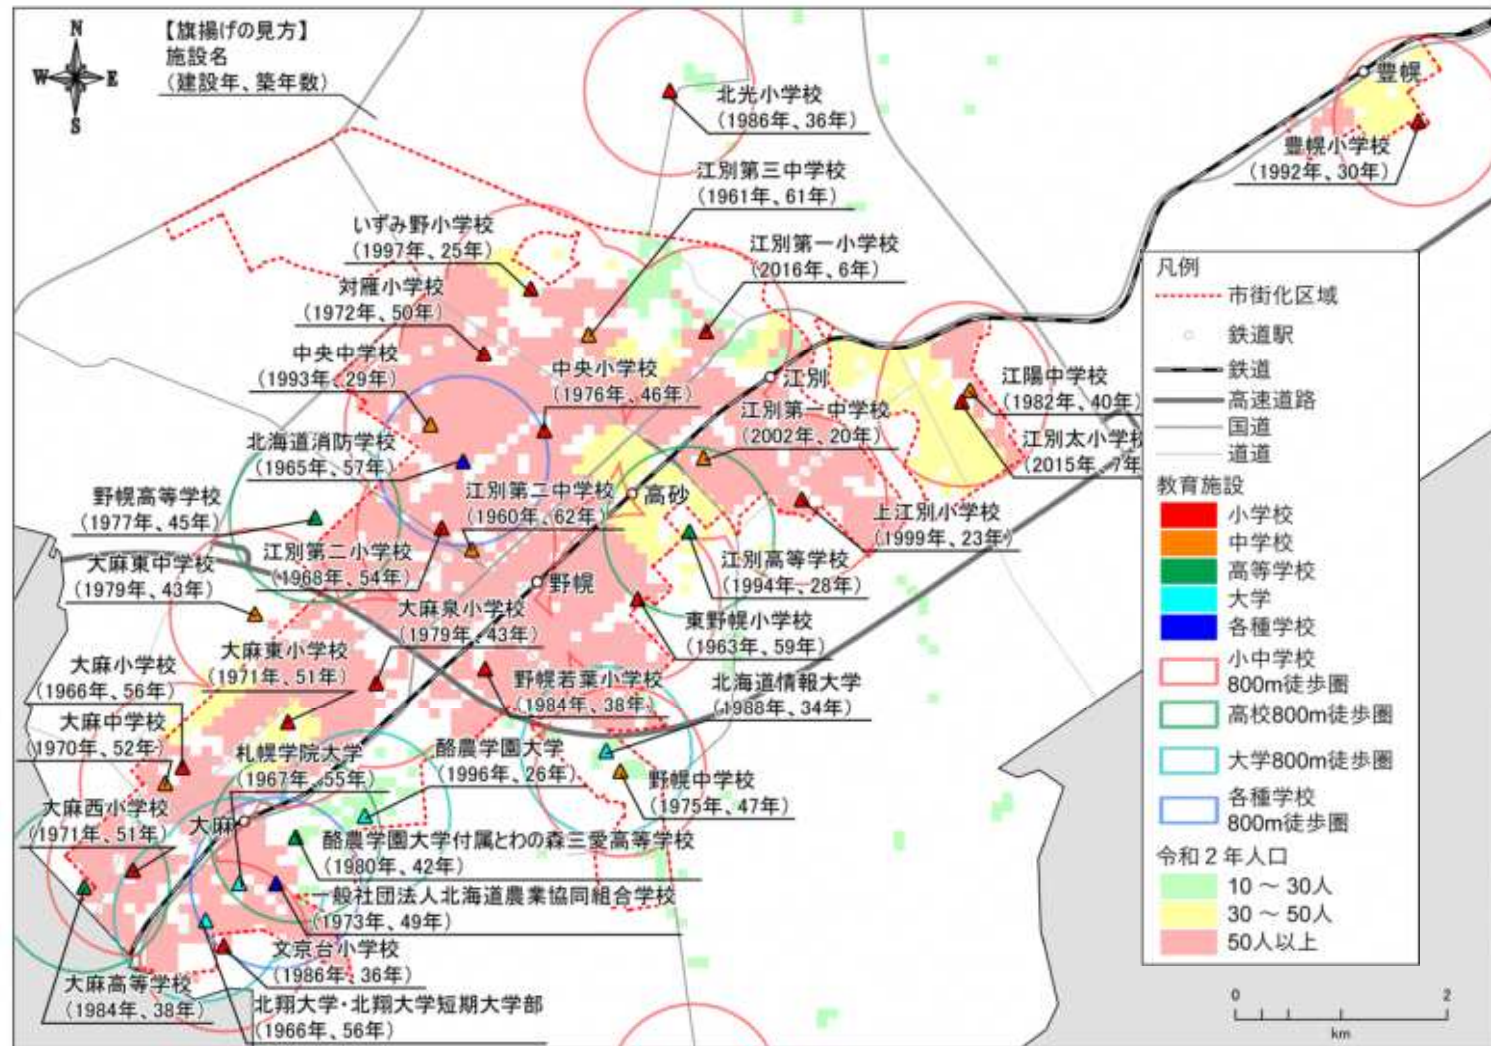 N
W
E
S
【旗揚げの見方】
施設名
(建設年、築年数)
北光小学校
(1986年、36年)
豊幌
豊幌小学校
(1992年、30年)
江別第三中学校
(1961年、61年)
いずみ野小学校
(1997年、25年)
江別第一小学校
(2016年、6年)
対雁小学校
(1972年、50年)
中央中学校
(1993年、29年)
中央小学校
(1976年、46年)
江別
江陽中学校
(1982年、40年)
江別第一中学校
(2002年、20年)
江別太小学校
(2015年、7年
北海道消防学校
(1965年、57年)
野幌高等学校
(1977年、45年)
江別第二中学校
(1960年、62年)
高砂
上江別小学校
(1999年、23年)
江別第二小学校
(1968年、54年)
大麻東中学校
(1979年、43年)
野幌
江別高等学校
(1994年、28年)
大麻泉小学校
(1979年、43年)
東野幌小学校
(1963年、59年)
大麻東小学校
(1971年、51年)
大麻小学校
(1966年、56年)
野幌若葉小学校
(1984年、38年)
北海道情報大学
(1988年、34年)
大麻中学校
(1970年、52年)
札幌学院大学
(1967年、55年)
酪農学園大学
(1996年、26年)
野幌中学校
(1975年、47年)
大麻西小学校
(1971年、51年)
大麻
酪農学園大学付属とわの森三愛高等学校
(1980年、42年)
一般社団法人北海道農業協同組合学校
(1973年、49年)
文京台小学校
(1986年、36年)
大麻高等学校
(1984年、38年)
北翔大学・北翔大学短期大学部
(1966年、56年)
凡例
市街化区域
鉄道駅
鉄道
高速道路
国道
道道
教育施設
小学校
中学校
高等学校
大学
各種学校
小中学校
800m徒歩圏
高校800m徒歩圏
大学800m徒歩圏
各種学校
800m徒歩圏
令和2年人口
10 ～ 30人
30 ～ 50人
50人以上
0
2
km